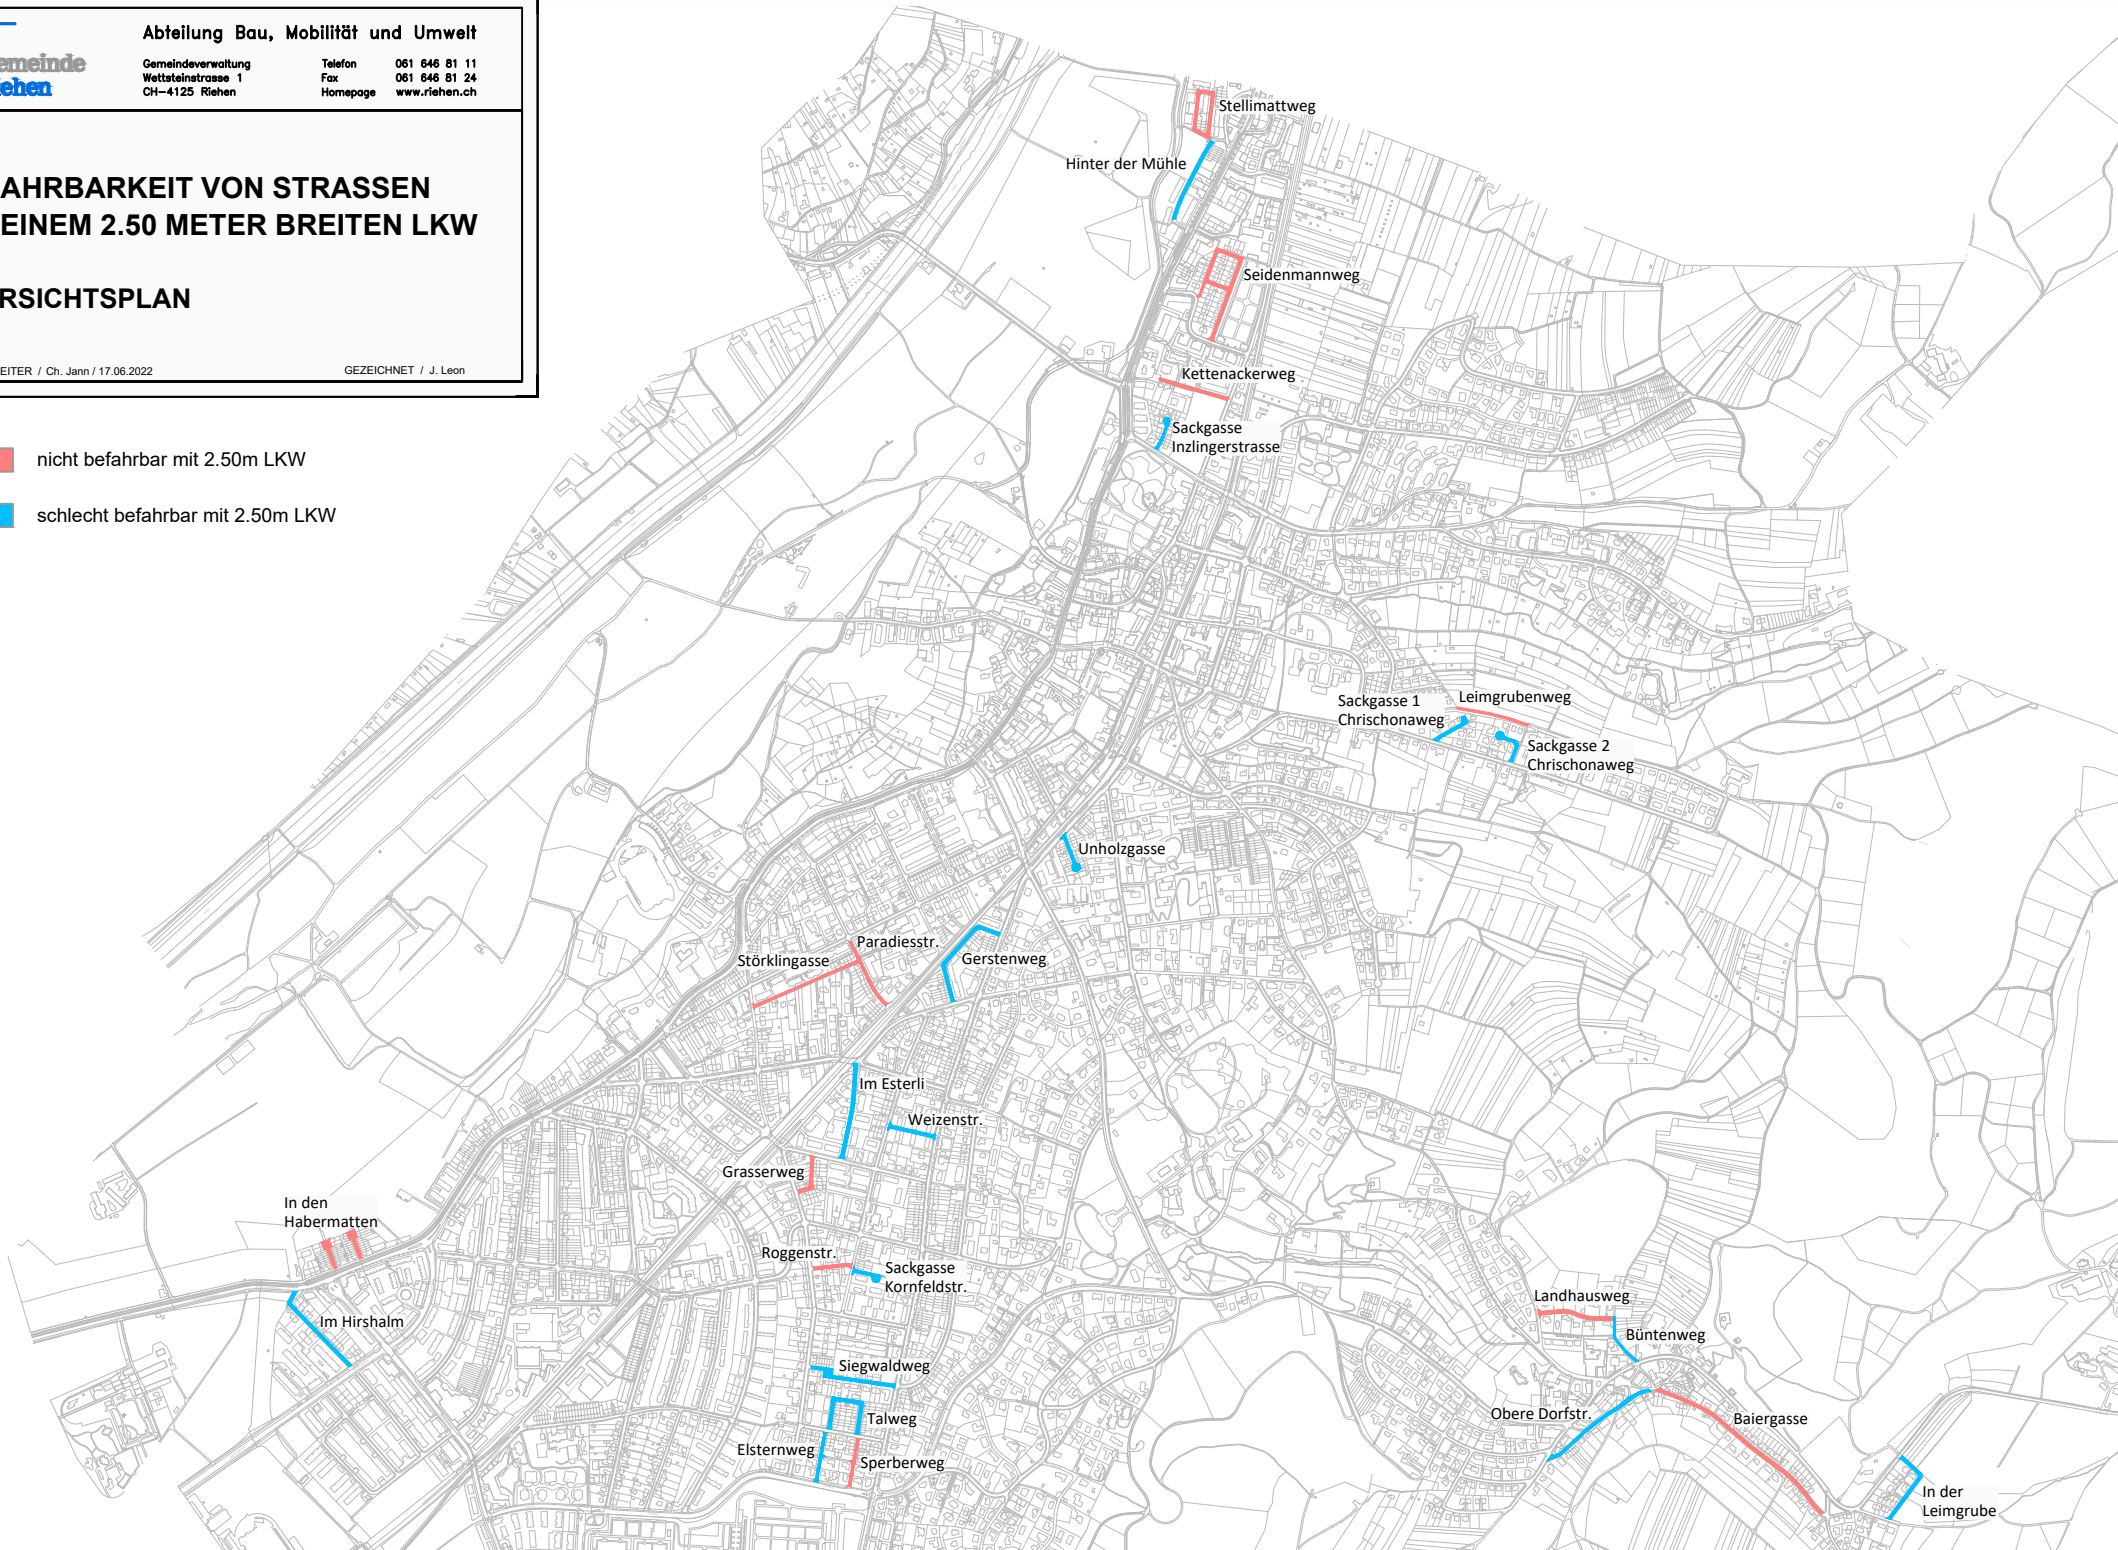 Abteilung Bau, Mobilität und Umwelt
Gemeindeverwaltung
Wettsteinstrasse 1
CH-4125 Riehen
Telefon 061 646 81 11
Fax 061 646 81 24
Homepage www.riehen.ch
emeinde
ehen
AHRBARKEIT VON STRASSEN
EINEM 2.50 METER BREITEN LKW
RSICHTSPLAN
EITER / Ch. Jann / 17.06.2022
GEZEICHNET / J. Leon
nicht befahrbar mit 2.50m LKW
schlecht befahrbar mit 2.50m LKW
Stellimattweg
Hinter der Mühle
Seidenmannweg
Kettenackerweg
Sackgasse
Inzlingerstrasse
Sackgasse 1
Chrischonaweg
Leimgrubenweg
Sackgasse 2
Chrischonaweg
Unholzgasse
Paradiesstr.
Störklingasse
Gerstenweg
Im Esterli
Weizenstr.
Grasserweg
In den
Habermatten
Roggenstr.
Sackgasse
Kornfeldstr.
Im Hirshalm
Landhausweg
Büntenweg
Siegwaldweg
Talweg
Obere Dorfstr.
Baiergasse
Elsternweg
Sperberweg
In der
Leimgrube